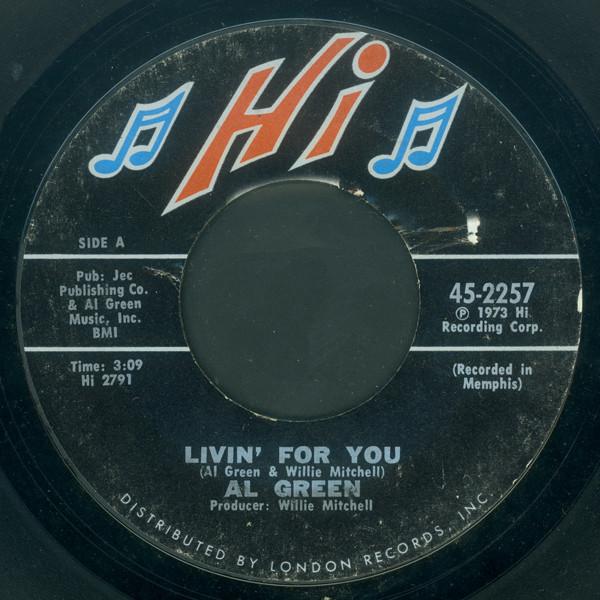 Hi
SIDE A
Pub: Jec
Publishing Co.
& Al Green
Music, Inc.
BMI
Time: 3:09
Hi 2791
45-2257
℗ 1973 Hi
Recording Corp.
(Recorded in
Memphis)
LIVIN' FOR YOU
(Al Green & Willie Mitchell)
AL GREEN
Producer: Willie Mitchell
DISTRIBUTED BY LONDON RECORDS, INC.